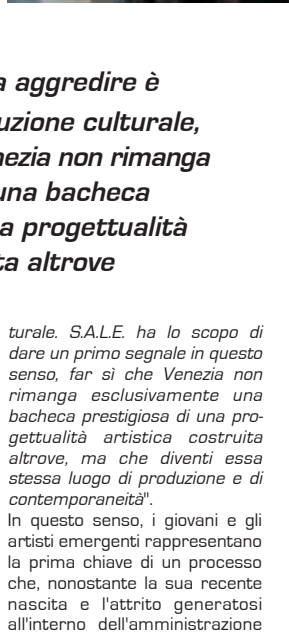 a aggredire è
uzione culturale,
nezia non rimanga
una bacheca
a progettualità
ta altrove
turale. S.A.L.E. ha lo scopo di
dare un primo segnale in questo
senso, far sì che Venezia non
rimanga esclusivamente una
bacheca prestigiosa di una pro-
gettualità artistica costruita
altrove, ma che diventi essa
stessa luogo di produzione e di
contemporaneità".
In questo senso, i giovani e gli
artisti emergenti rappresentano
la prima chiave di un processo
che, nonostante la sua recente
nascita e l'attrito generatosi
all'interno dell'amministrazione